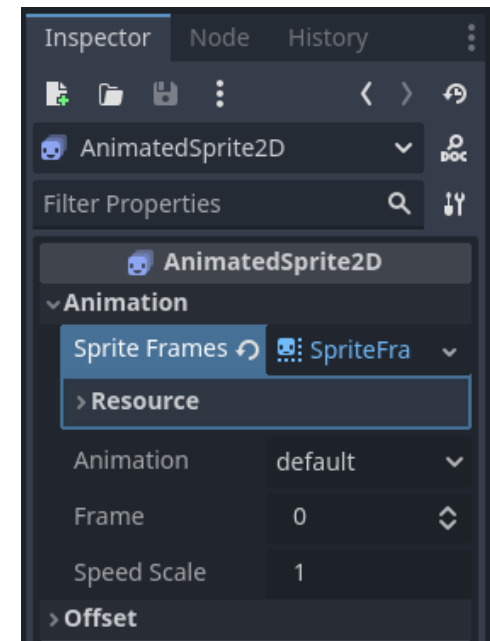 Inspector Node History
AnimatedSprite2D
DOC
Filter Properties
AnimatedSprite2D
Animation
Sprite Frames SpriteFra
Resource
Animation default
Frame 0
Speed Scale 1
Offset